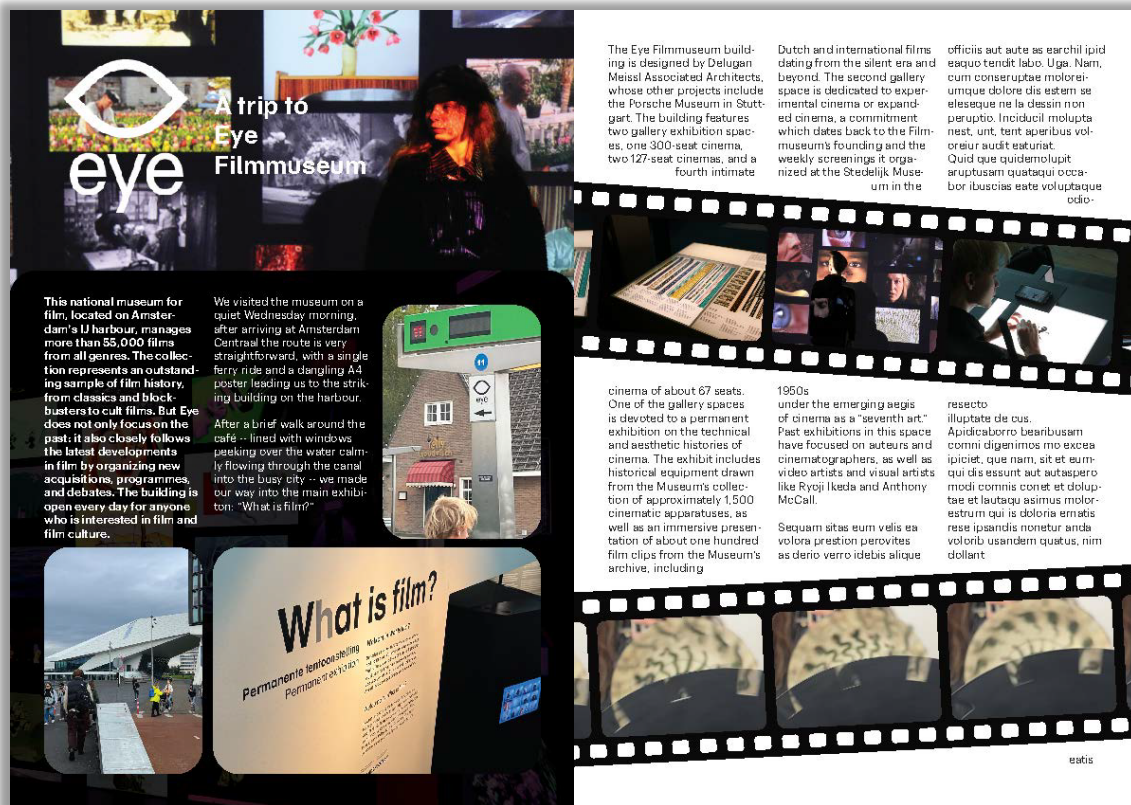 eye
A trip to
Eye
Filmmuseum
This national museum for
film, located on Amster-
dam's IJ harbour, manages
more than 55,000 films
from all genres. The collec-
tion represents an outstand-
ing sample of film history,
from classics and block-
busters to cult films. But Eye
does not only focus on the
past: it also closely follows
the latest developments
in film by organizing new
acquisitions, programmes,
and debates. The building is
open every day for anyone
who is interested in film and
film culture.
We visited the museum on a
quiet Wednesday morning,
after arriving at Amsterdam
Centraal the route is very
straightforward, with a single
ferry ride and a dangling A4
poster leading us to the strik-
ing building on the harbour.
After a brief walk around the
café -- lined with windows
peeking over the water calm-
ly flowing through the canal
into the busy city -- we made
our way into the main exhibi-
ton: "What is film?"
eye
What is film?
Permanente tentoonstelling
Permanent exhibition
The Eye Filmmuseum build-
ing is designed by Delugan
Meissl Associated Architects,
whose other projects include
the Porsche Museum in Stutt-
gart. The building features
two gallery exhibition spac-
es, one 300-seat cinema,
two 127-seat cinemas, and a
fourth intimate
cinema of about 67 seats.
One of the gallery spaces
is devoted to a permanent
exhibition on the technical
and aesthetic histories of
cinema. The exhibit includes
historical equipment drawn
from the Museum's collec-
tion of approximately 1,500
cinematic apparatuses, as
well as an immersive presen-
tation of about one hundred
film clips from the Museum's
archive, including
Dutch and international films
dating from the silent era and
beyond. The second gallery
space is dedicated to exper-
imental cinema or expand-
ed cinema, a commitment
which dates back to the Film-
museum's founding and the
weekly screenings it orga-
nized at the Stedelijk Muse-
um in the
1950s
under the emerging aegis
of cinema as a "seventh art."
Past exhibitions in this space
have focused on auteurs and
cinematographers, as well as
video artists and visual artists
like Ryoji Ikeda and Anthony
McCall.
Sequam sitas eum velis ea
volora prestion perovites
as derio verro idebis alique
officiis aut aute as earchil ipid
eaquo tendit labo. Uga. Nam,
cum conseruptae molorei-
umque dolore dis estem se
eleseque ne la dessin non
peruptio. Inciducil molupta
nest, unt, tent aperibus vol-
oreiur audit eaturiat.
Quid que quidemolupit
aruptusam quataqui occa-
bor ibuscias eate voluptaque
odio-
resecto
illuptate de cus.
Apidicaborro bearibusam
comni digenimos mo excea
ipiciet, que nam, sit et eum-
qui dis essunt aut autaspero
modi comnis conet et dolup-
tae et lautaqu asimus molor-
estrum qui is doloria ernatis
rese ipsandis nonetur anda
volorib usandem quatus, nim
dollant
eatis